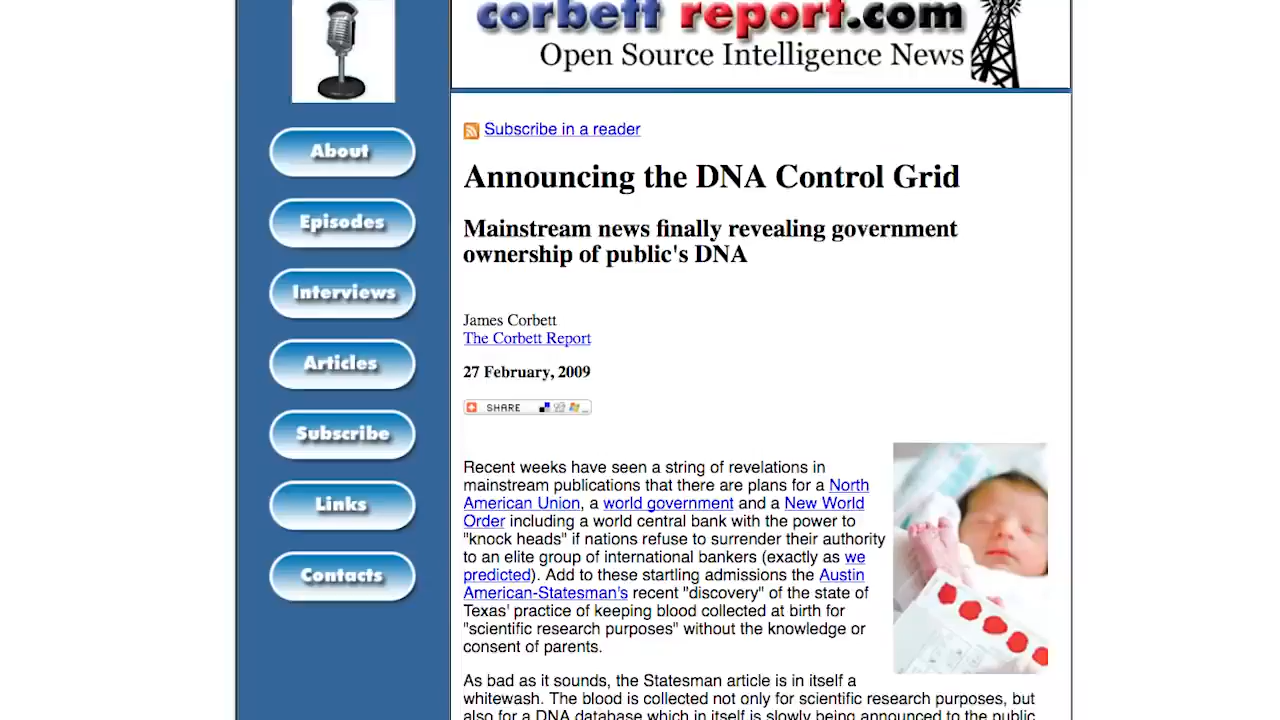 corbett report.com
Open Source Intelligence News
About
Episodes
Interviews
Articles
Subscribe
Links
Contacts
Subscribe in a reader
Announcing the DNA Control Grid
Mainstream news finally revealing government
ownership of public's DNA
James Corbett
The Corbett Report
27 February, 2009
SHARE
Recent weeks have seen a string of revelations in
mainstream publications that there are plans for a North
American Union, a world government and a New World
Order including a world central bank with the power to
"knock heads" if nations refuse to surrender their authority
to an elite group of international bankers (exactly as we
predicted). Add to these startling admissions the Austin
American-Statesman's recent "discovery" of the state of
Texas' practice of keeping blood collected at birth for
"scientific research purposes" without the knowledge or
consent of parents.
As bad as it sounds, the Statesman article is in itself a
whitewash. The blood is collected not only for scientific research purposes, but
also for a DNA database which in itself is slowly being announced to the public